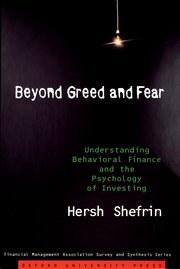 Beyond Greed and Fear
Understanding
Behavioral Finance
and the
Psychology
of Investing
Hersh Shefrin
Financial Management Association Survey and Synthesis Series
OXFORD UNIVERSITY PRESS